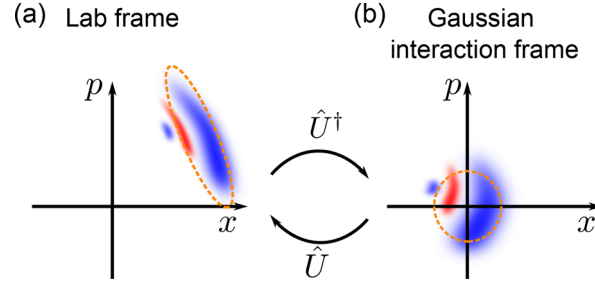 (a) Lab frame
(b) Gaussian
interaction frame
p
x
Û†
Û
p
x